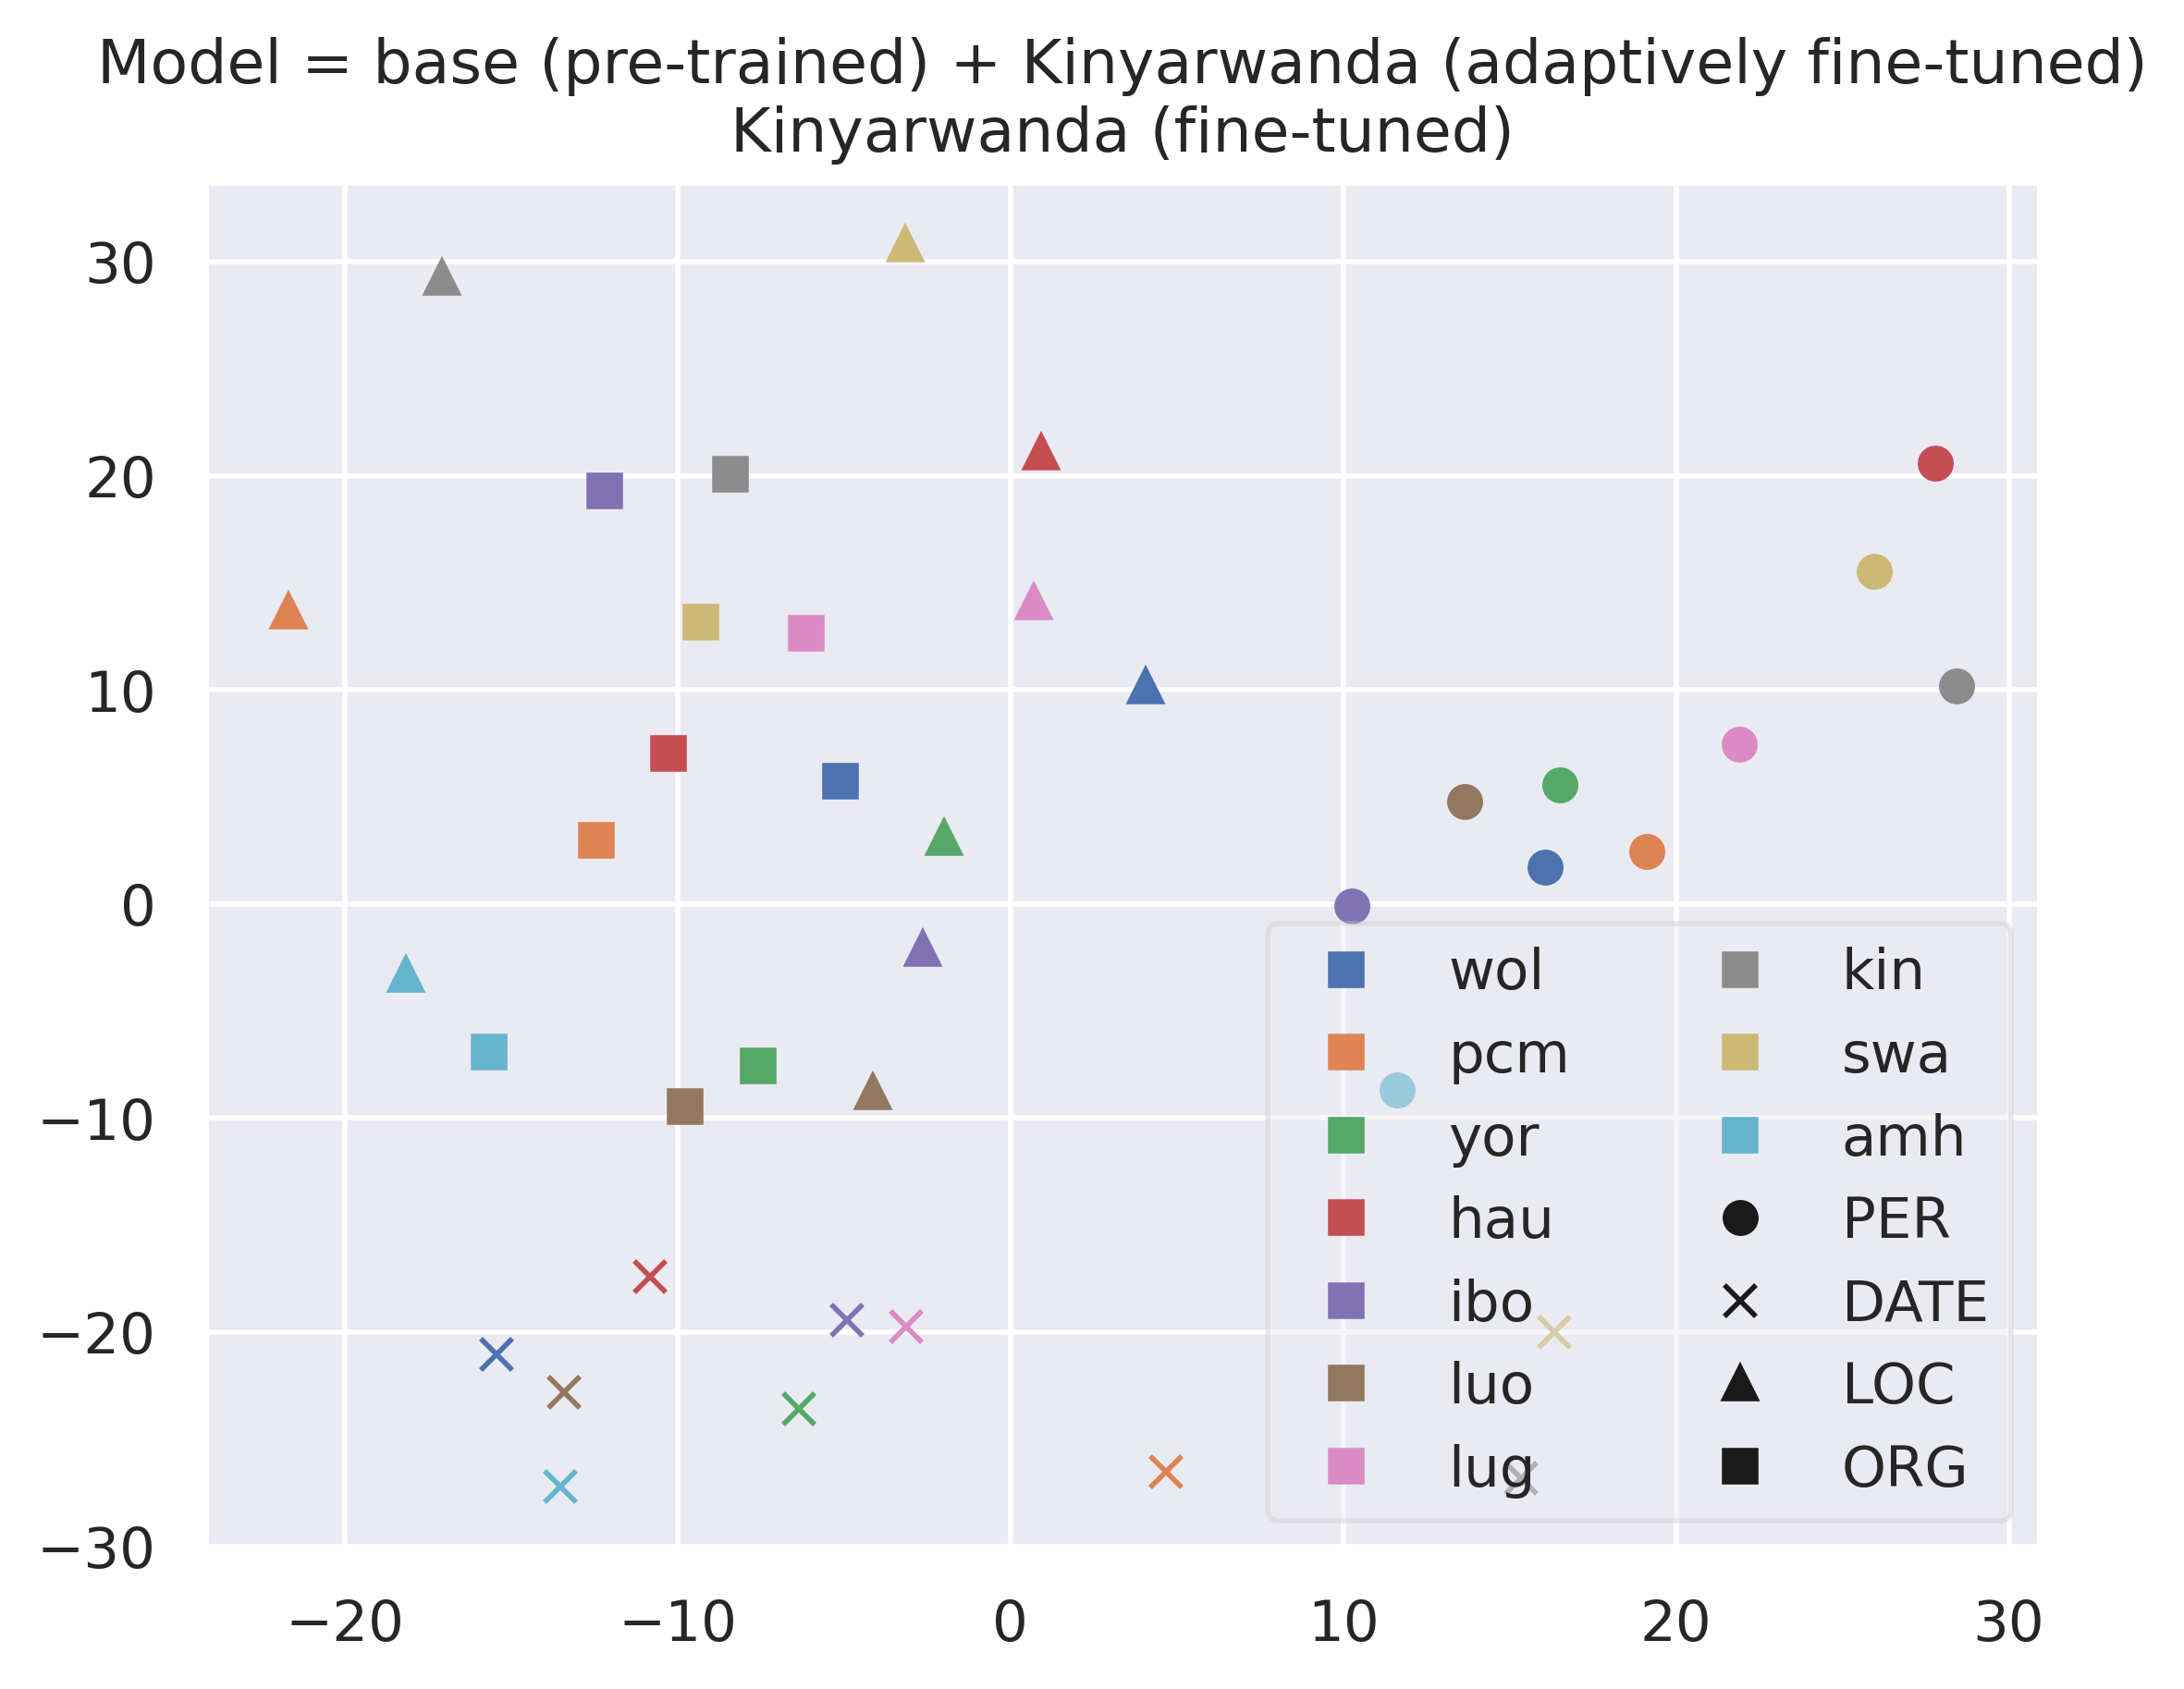 Model = base (pre-trained) + Kinyarwanda (adaptively fine-tuned)
Kinyarwanda (fine-tuned)
30
20
10
0
−10
−20
−30
−20
−10
0
10
20
30
wol
pcm
yor
hau
ibo
luo
lug
kin
swa
amh
PER
DATE
LOC
ORG